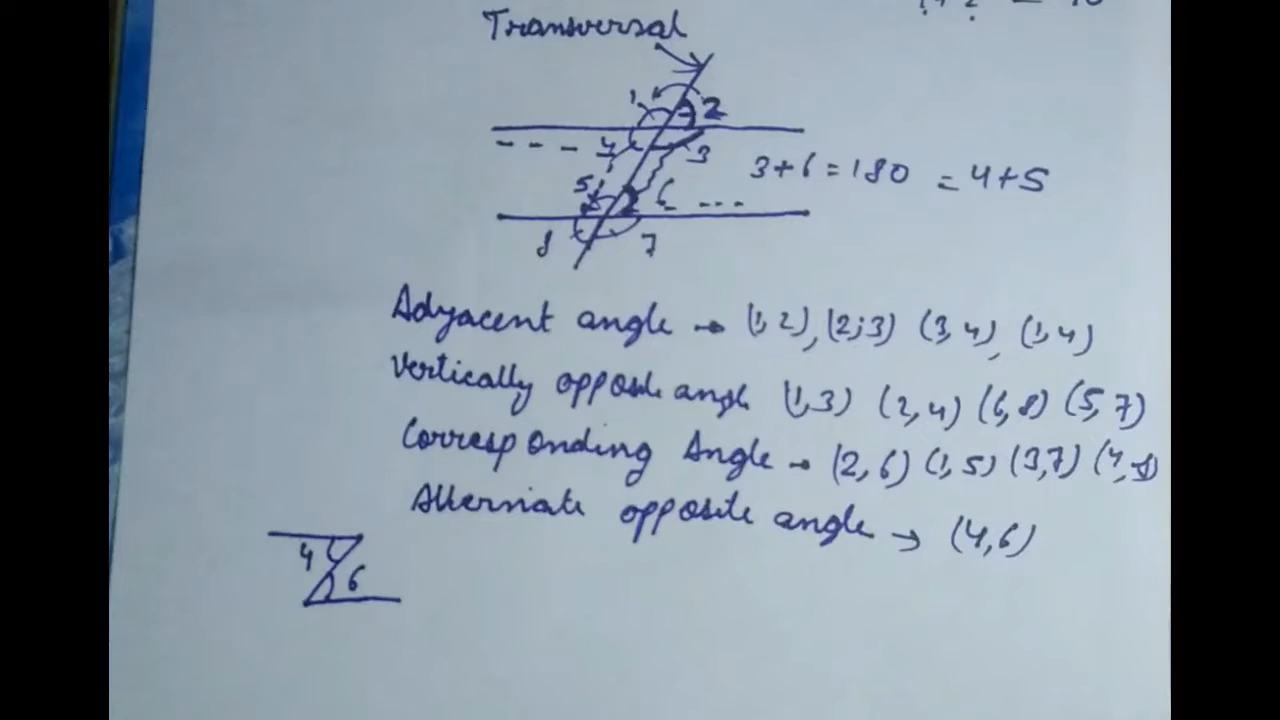 Transversal
1 2
4 3
3+6=180 = 4+5
5 6
8 7
Adyacent angle → (1,2), (2,3) (3,4), (1,4)
Vertically opposite angle (1,3) (2,4) (6,8) (5,7)
Corresponding Angle → (2,6) (1,5) (3,7) (4,8)
Alternate opposite angle → (4,6)
4 6